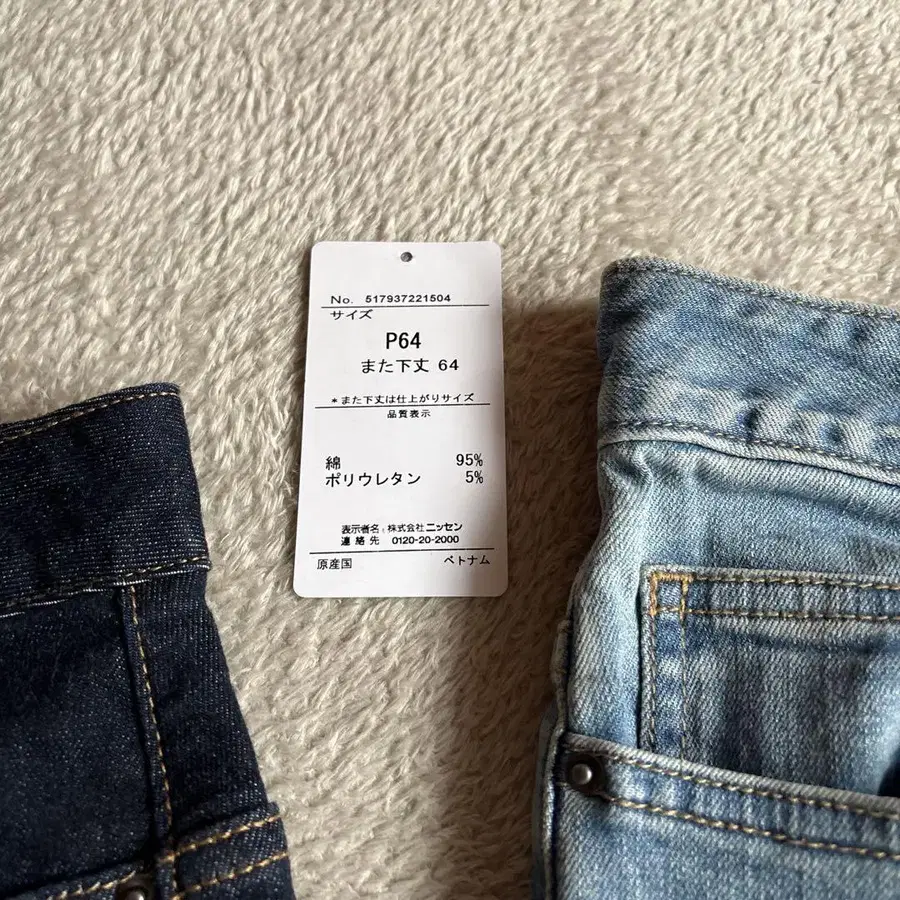 No. 517937221504
サイズ
P64
また下丈 64
*また下丈は仕上がりサイズ
品質表示
綿 95%
ポリウレタン 5%
表示者名:株式会社ニッセン
連絡先 0120-20-2000
原産国 ベトナム